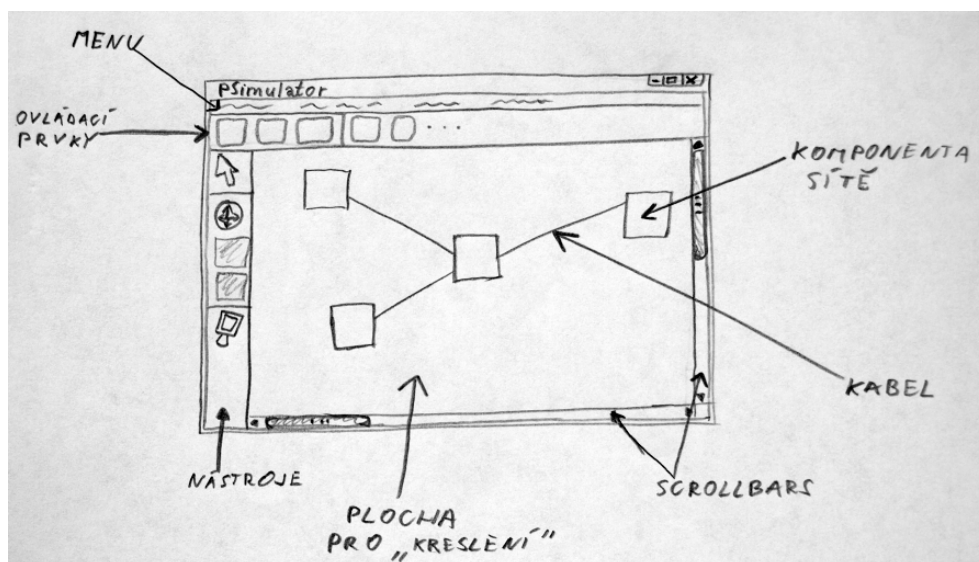 MENU
pSimulator
OVLÁDACÍ
PRVKY
...
KOMPONENTA
SÍTĚ
KABEL
NÁSTROJE
SCROLLBARS
PLOCHA
PRO „KRESLENÍ"